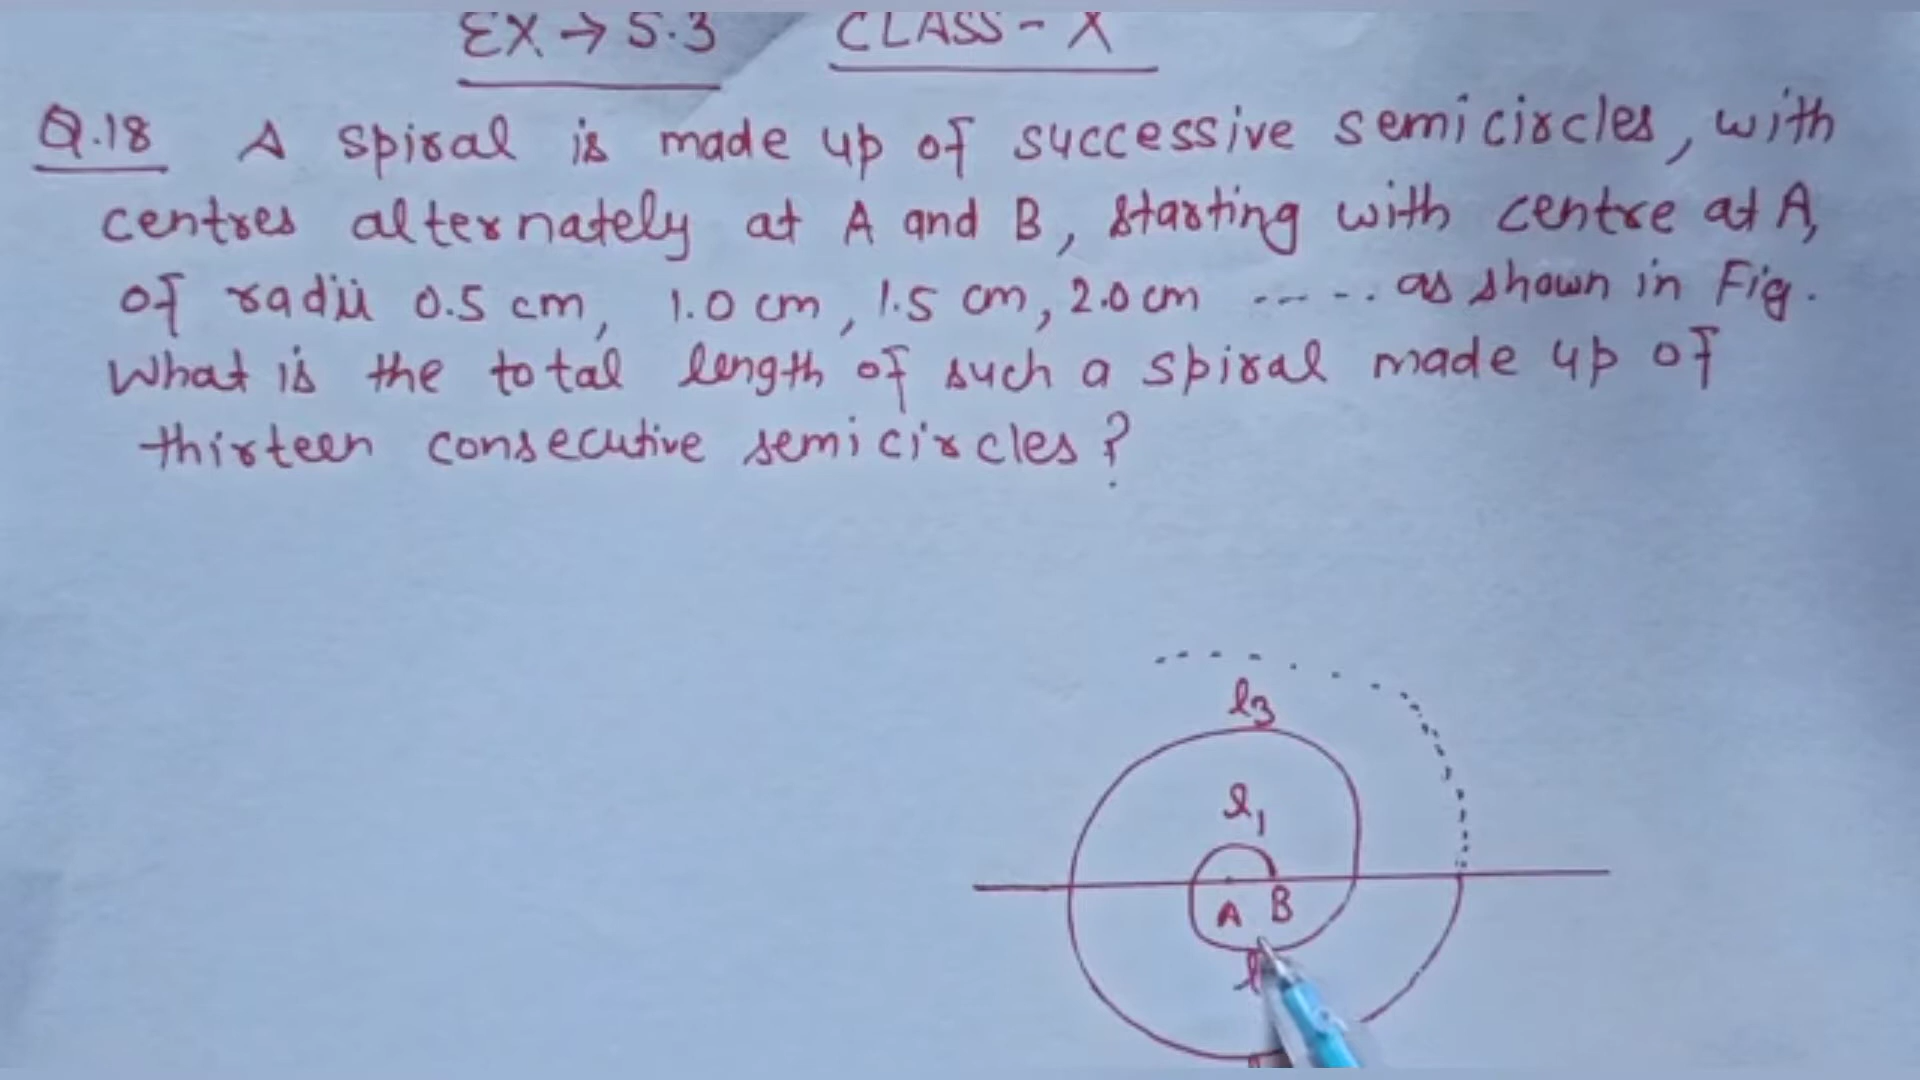 EX → 5.3 CLASS - X
Q.18 A spiral is made up of successive semicircles, with
centres alternately at A and B, starting with centre at A,
of radii 0.5 cm, 1.0 cm, 1.5 cm, 2.0 cm ..... as shown in Fig.
What is the total length of such a spiral made up of
thirteen consecutive semicircles?
l3
l1
A B
l